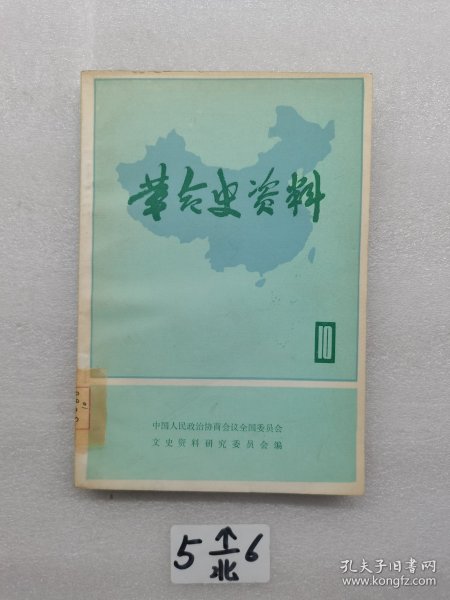 革命史资料
10
中国人民政治协商会议全国委员会
文史资料研究委员会编
5 ↑ 6
北
孔夫子旧书网
www.kongfz.com